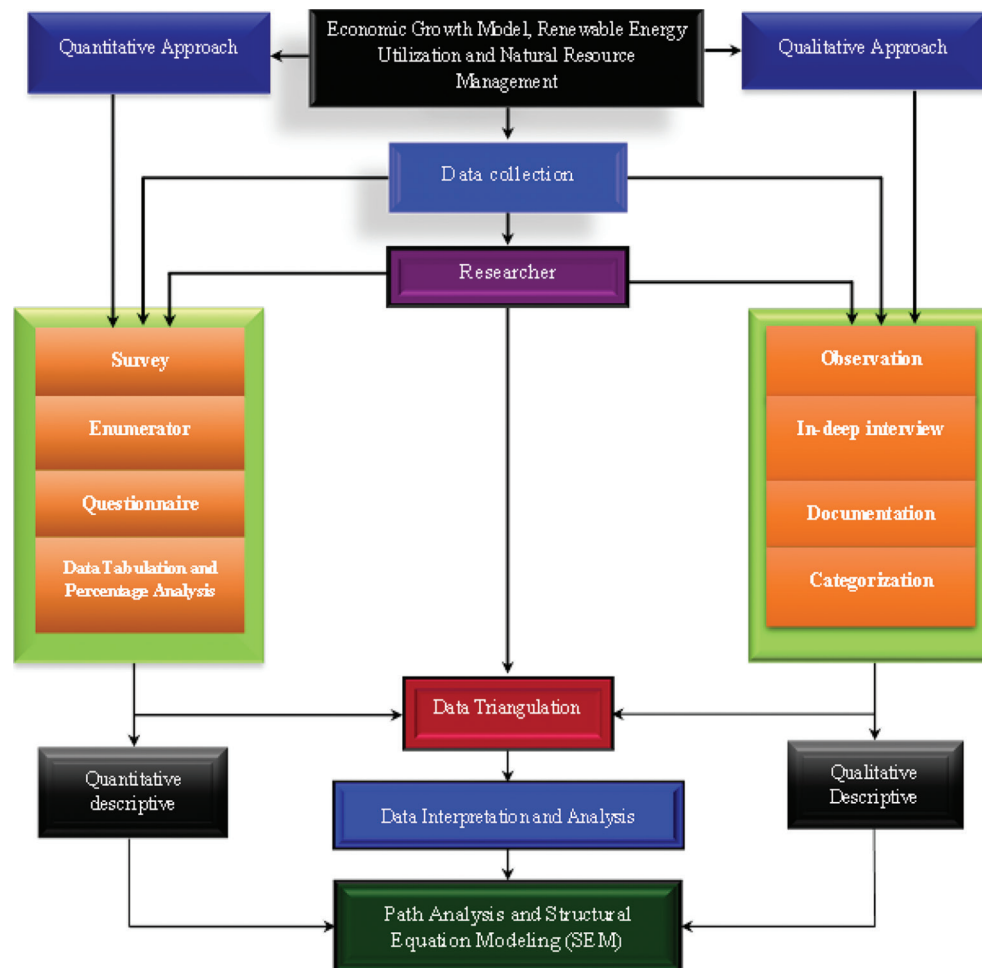 Quantitative Approach
Economic Growth Model, Renewable Energy
Utilization and Natural Resource
Management
Qualitative Approach
Data collection
Researcher
Survey
Enumerator
Questionnaire
Data Tabulation and
Percentage Analysis
Observation
In-deep interview
Documentation
Categorization
Data Triangulation
Quantitative
descriptive
Data Interpretation and Analysis
Qualitative
Descriptive
Path Analysis and Structural
Equation Modeling (SEM)